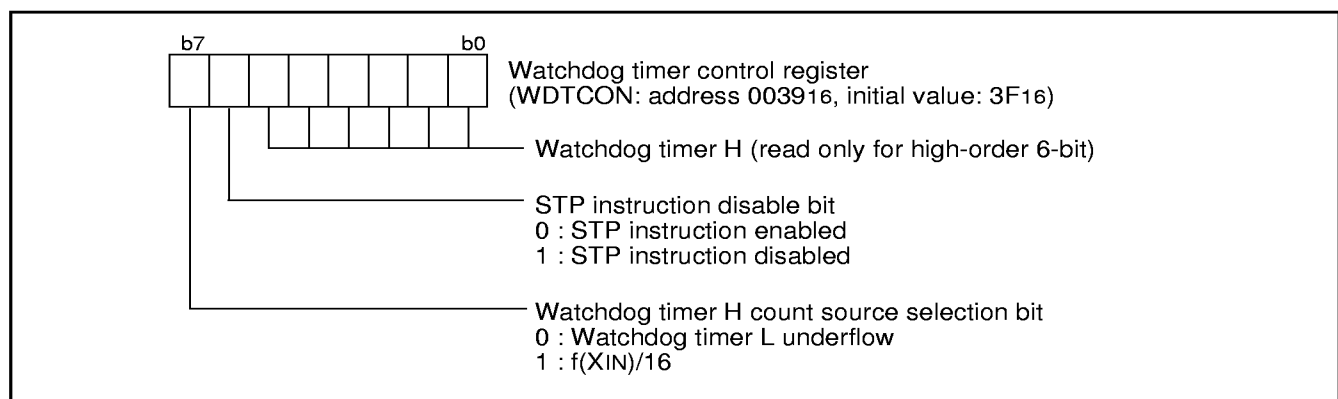 b7 b0
Watchdog timer control register
(WDTCON: address 003916, initial value: 3F16)
Watchdog timer H (read only for high-order 6-bit)
STP instruction disable bit
0 : STP instruction enabled
1 : STP instruction disabled
Watchdog timer H count source selection bit
0 : Watchdog timer L underflow
1 : f(XIN)/16